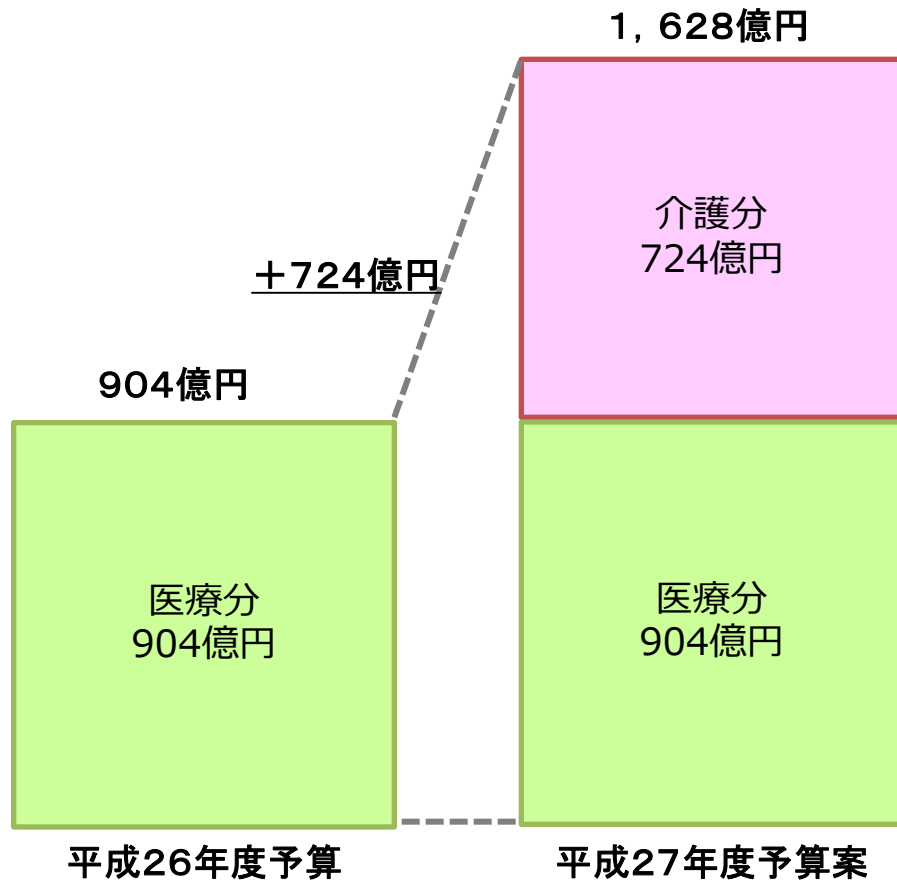 1，628億円
介護分
724億円
＋724億円
904億円
医療分
904億円
医療分
904億円
平成26年度予算
平成27年度予算案